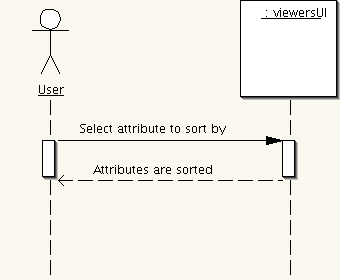 : viewersUI
User
Select attribute to sort by
Attributes are sorted